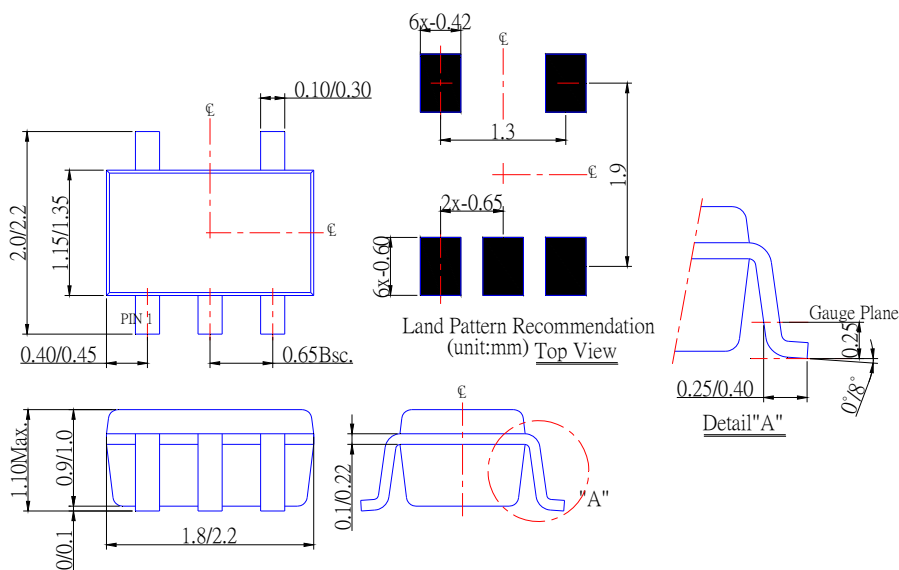 6x-0.42
℄
0.10/0.30
℄
1.3
℄
℄
1.9
2.0/2.2
1.15/1.35
2x-0.65
6x-0.60
PIN 1
0.40/0.45
0.65Bsc.
Land Pattern Recommendation
(unit:mm) Top View
Gauge Plane
0.25
0.25/0.40
0°/8°
Detail"A"
℄
1.10Max.
0.9/1.0
0.1/0.22
"A"
1.8/2.2
0/0.1